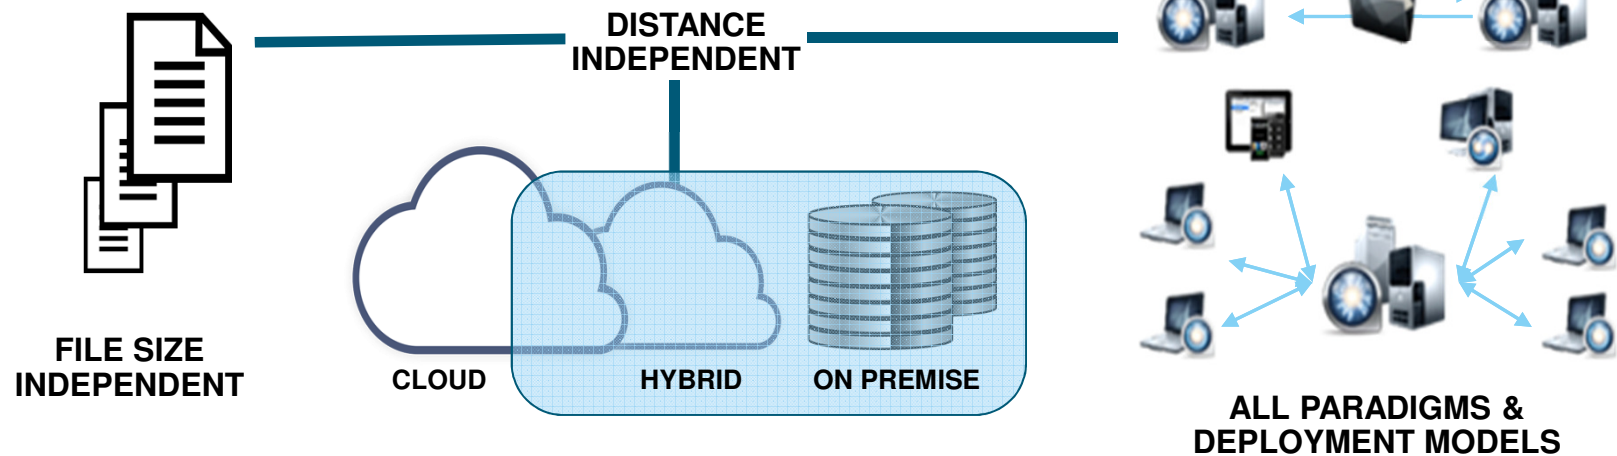 DISTANCE
INDEPENDENT
FILE SIZE
INDEPENDENT
CLOUD
HYBRID
ON PREMISE
ALL PARADIGMS &
DEPLOYMENT MODELS